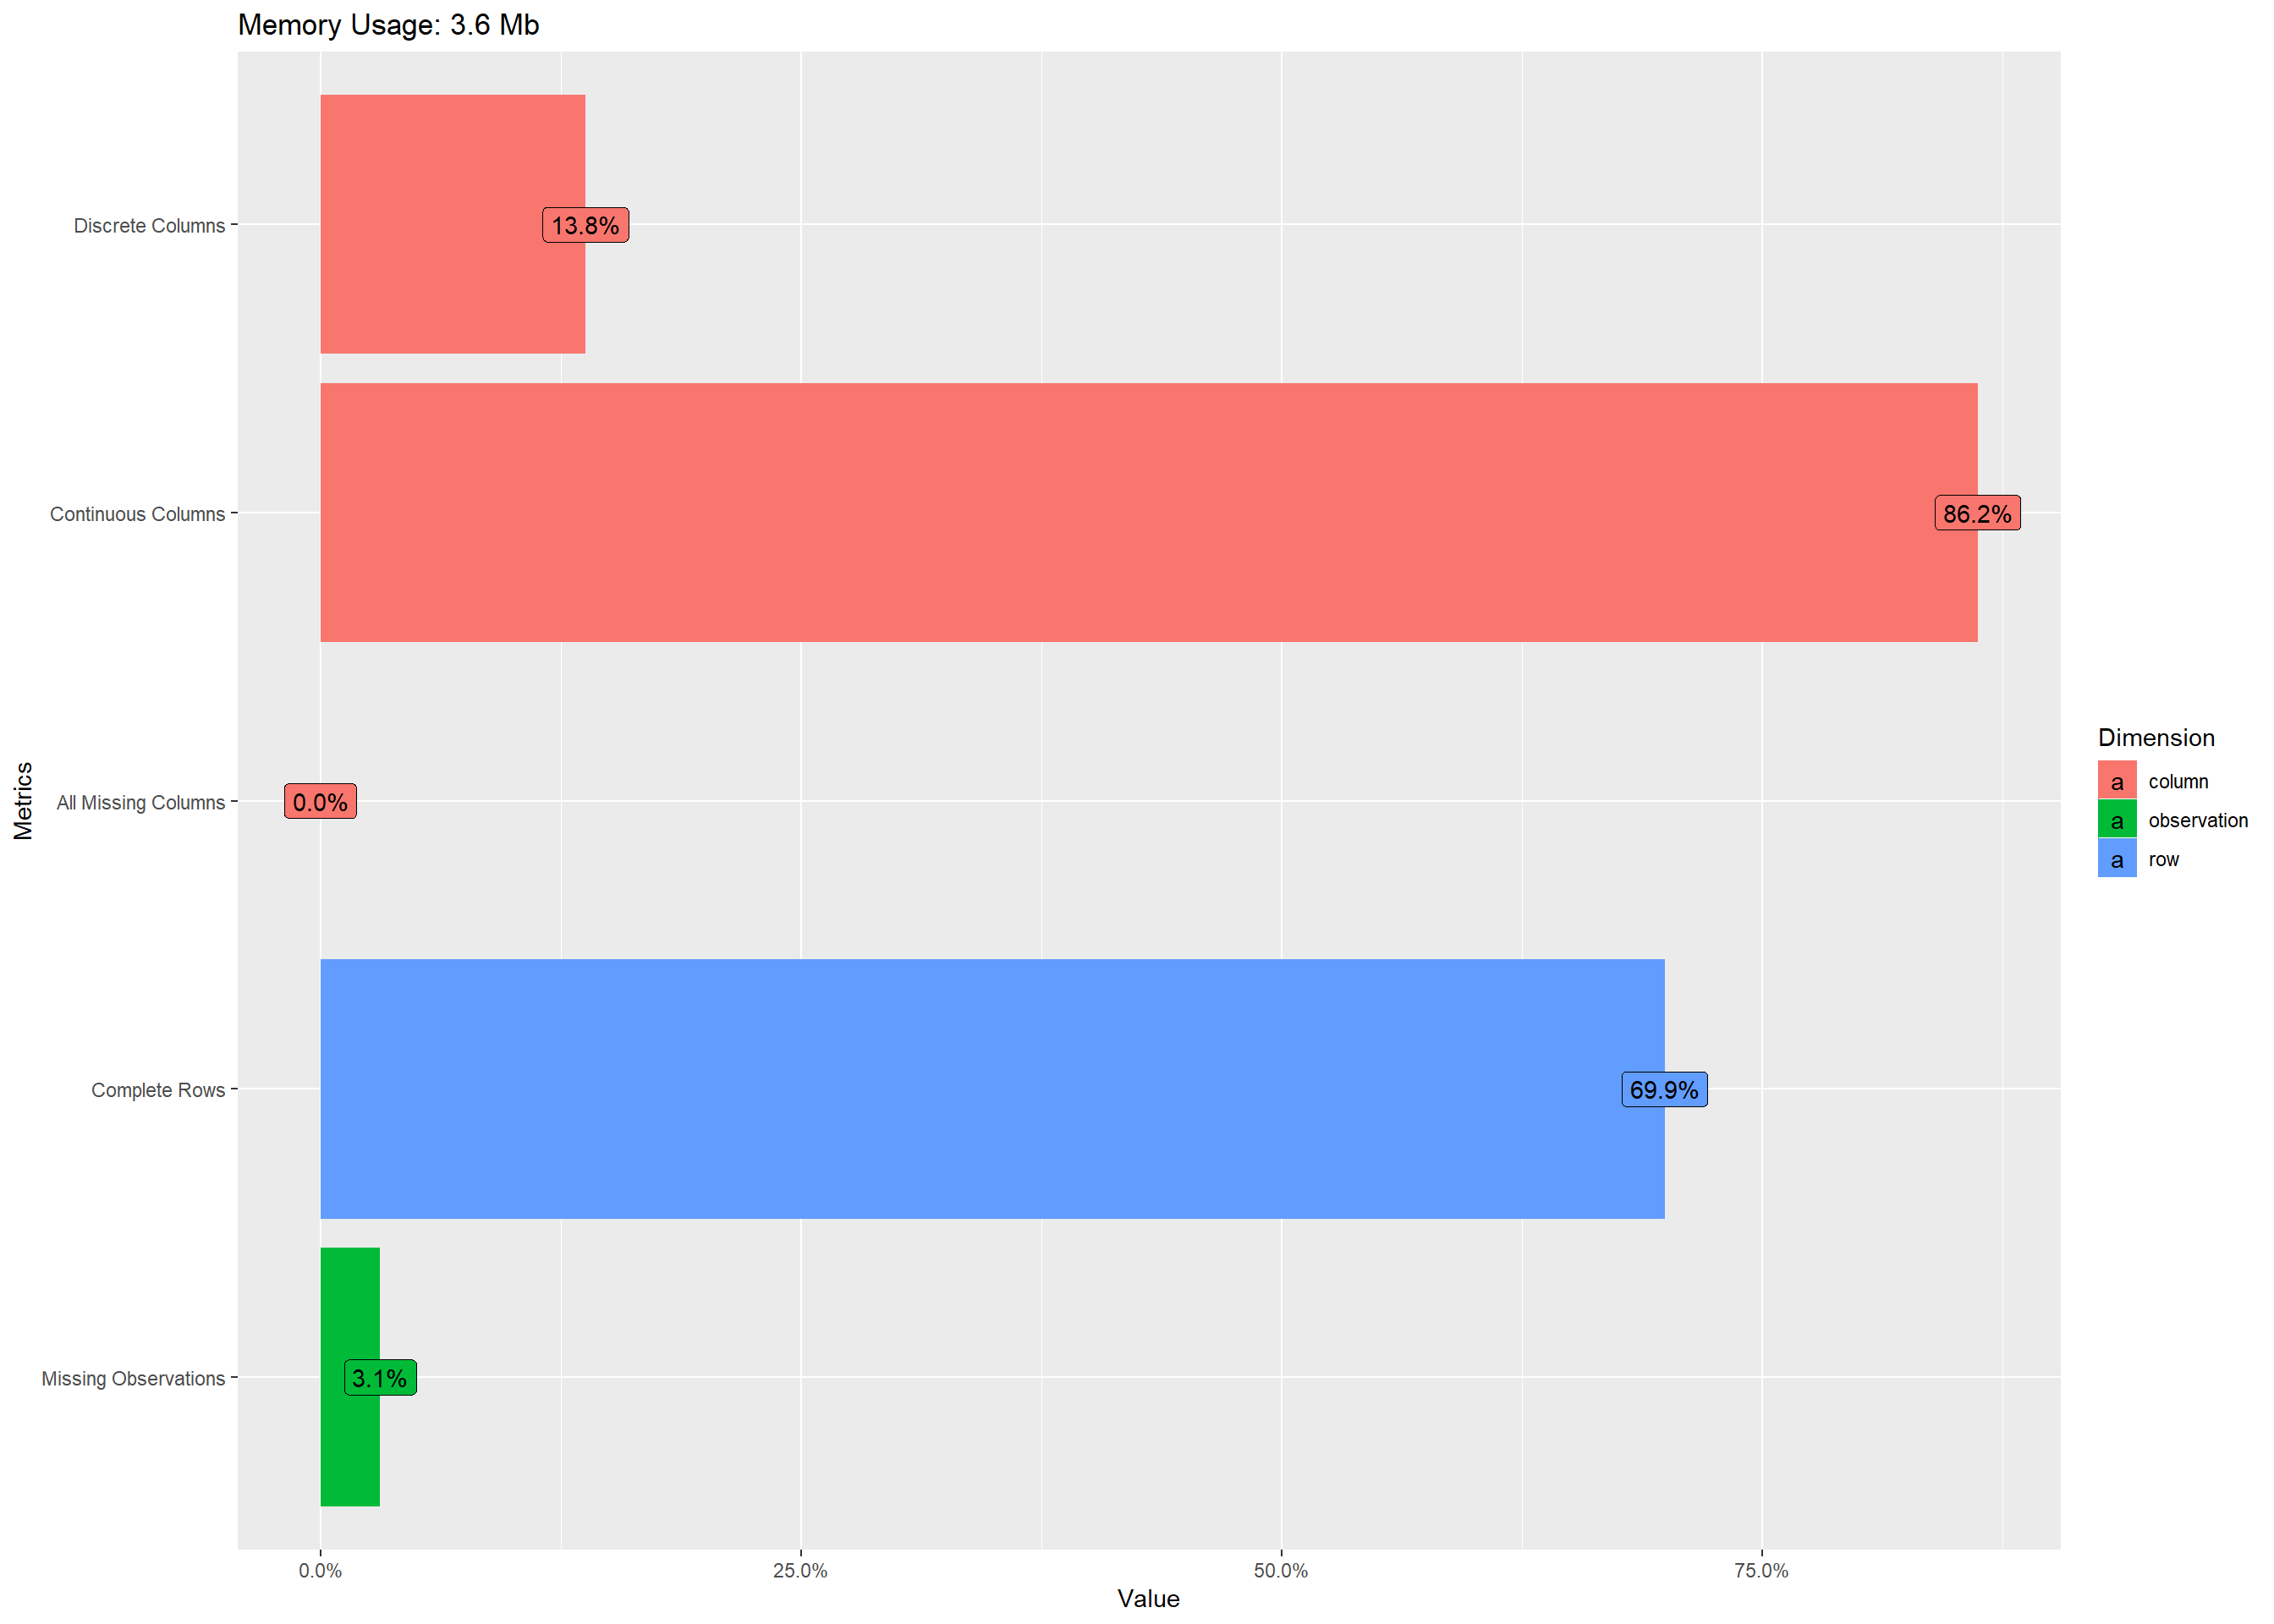 Memory Usage: 3.6 Mb
Discrete Columns
13.8%
Continuous Columns
86.2%
All Missing Columns
0.0%
Complete Rows
69.9%
Missing Observations
3.1%
Metrics
0.0%
25.0%
50.0%
75.0%
Value
Dimension
a column
a observation
a row